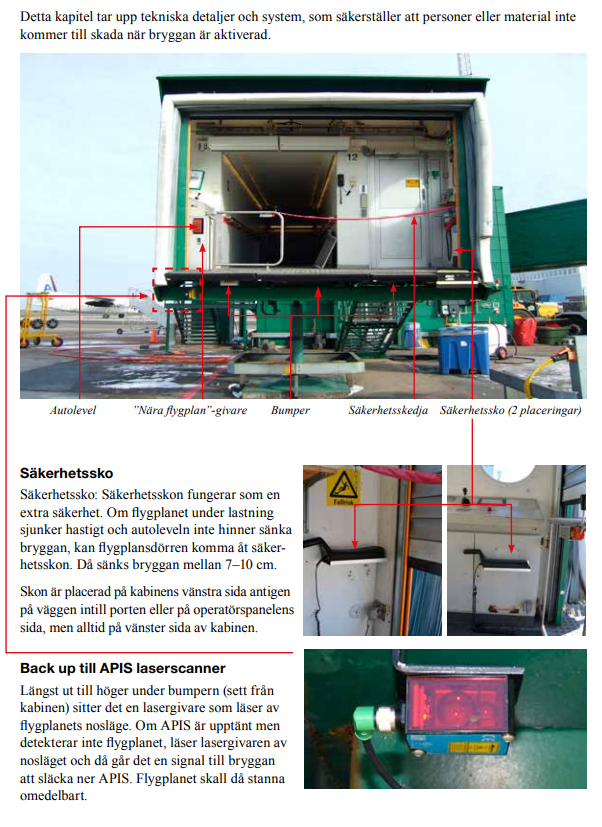 Detta kapitel tar upp tekniska detaljer och system, som säkerställer att personer eller material inte
kommer till skada när bryggan är aktiverad.
12
Autolevel
”Nära flygplan”-givare
Bumper
Säkerhetsskedja
Säkerhetssko (2 placeringar)
Säkerhetssko
Säkerhetssko: Säkerhetsskon fungerar som en
extra säkerhet. Om flygplanet under lastning
sjunker hastigt och autoleveln inte hinner sänka
bryggan, kan flygplansdörren komma åt säker-
hetsskon. Då sänks bryggan mellan 7–10 cm.
Skon är placerad på kabinens vänstra sida antigen
på väggen intill porten eller på operatörspanelens
sida, men alltid på vänster sida av kabinen.
Fallrisk
Back up till APIS laserscanner
Längst ut till höger under bumpern (sett från
kabinen) sitter det en lasergivare som läser av
flygplanets nosläge. Om APIS är upptänt men
detekterar inte flygplanet, läser lasergivaren av
nosläget och då går det en signal till bryggan
att släcka ner APIS. Flygplanet skall då stanna
omedelbart.